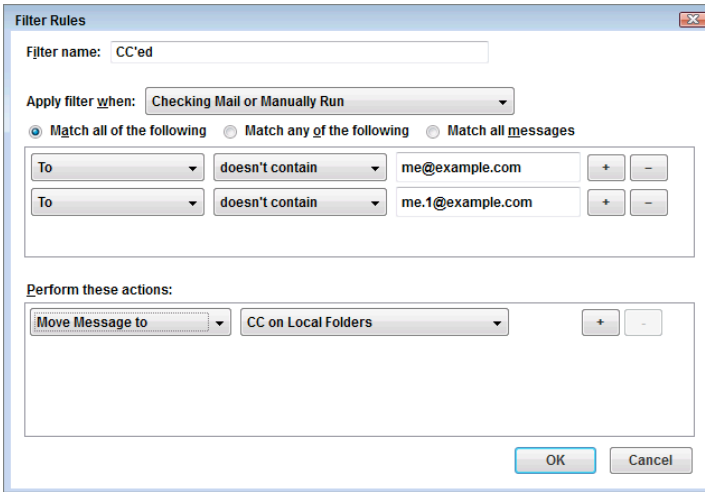 Filter Rules
Filter name: CC'ed
Apply filter when: Checking Mail or Manually Run
Match all of the following Match any of the following Match all messages
To doesn't contain me@example.com + -
To doesn't contain me.1@example.com + -
Perform these actions:
Move Message to CC on Local Folders + -
OK Cancel